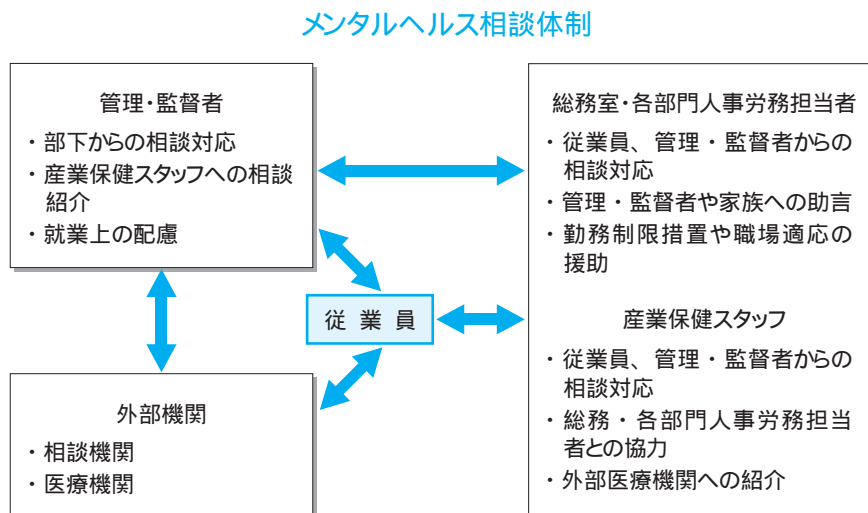 メンタルヘルス相談体制
管理・監督者
・部下からの相談対応
・産業保健スタッフへの相談
紹介
・就業上の配慮
総務室・各部門人事労務担当者
・従業員、管理・監督者からの
相談対応
・管理・監督者や家族への助言
・勤務制限措置や職場適応の
援助
従業員
産業保健スタッフ
・従業員、管理・監督者からの
相談対応
・総務・各部門人事労務担当
者との協力
・外部医療機関への紹介
外部機関
・相談機関
・医療機関